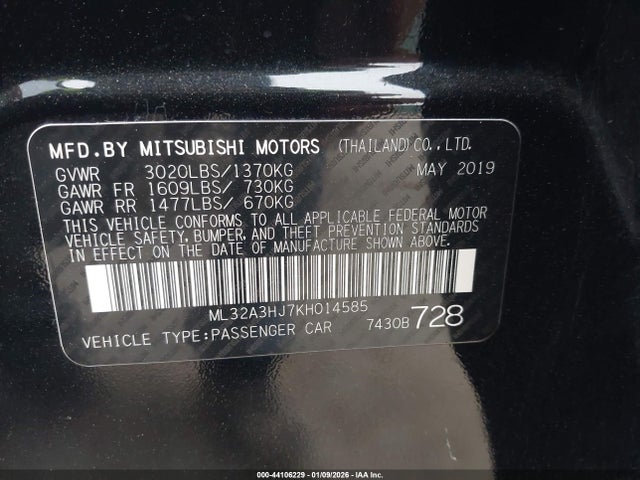 MFD.BY MITSUBISHI MOTORS (THAILAND)CO.,LTD.
GVWR 3020LBS/1370KG MAY 2019
GAWR FR 1609LBS/ 730KG
GAWR RR 1477LBS/ 670KG
THIS VEHICLE CONFORMS TO ALL APPLICABLE FEDERAL MOTOR
VEHICLE SAFETY, BUMPER, AND THEFT PREVENTION STANDARDS
IN EFFECT ON THE DATE OF MANUFACTURE SHOWN ABOVE.
ML32A3HJ7KH014585
VEHICLE TYPE:PASSENGER CAR 7430B 728
000-44106229 - 01/09/2026 - IAA Inc.